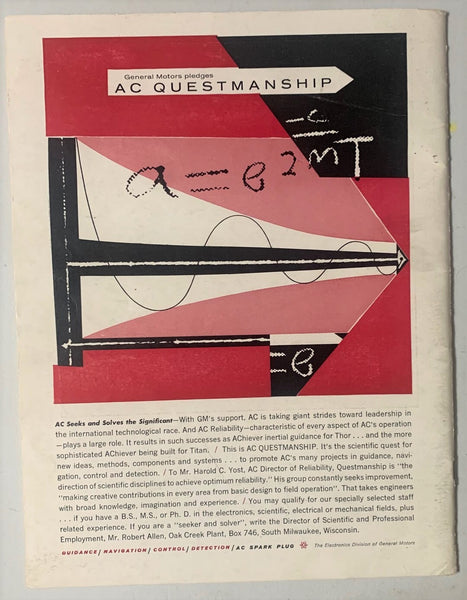 General Motors pledges
AC QUESTMANSHIP
a = e -c/2m T
= e
AC Seeks and Solves the Significant—With GM's support, AC is taking giant strides toward leadership in
the international technological race. And AC Reliability—characteristic of every aspect of AC's operation
—plays a large role. It results in such successes as AChiever inertial guidance for Thor . . . and the more
sophisticated AChiever being built for Titan. / This is AC QUESTMANSHIP. It's the scientific quest for
new ideas, methods, components and systems . . . to promote AC's many projects in guidance, navi-
gation, control and detection. / To Mr. Harold C. Yost, AC Director of Reliability, Questmanship is "the
direction of scientific disciplines to achieve optimum reliability." His group constantly seeks improvement,
"making creative contributions in every area from basic design to field operation". That takes engineers
with broad knowledge, imagination and experience. / You may qualify for our specially selected staff
. . . if you have a B.S., M.S., or Ph. D. in the electronics, scientific, electrical or mechanical fields, plus
related experience. If you are a "seeker and solver", write the Director of Scientific and Professional
Employment, Mr. Robert Allen, Oak Creek Plant, Box 746, South Milwaukee, Wisconsin.
GUIDANCE / NAVIGATION / CONTROL / DETECTION / AC SPARK PLUG The Electronics Division of General Motors